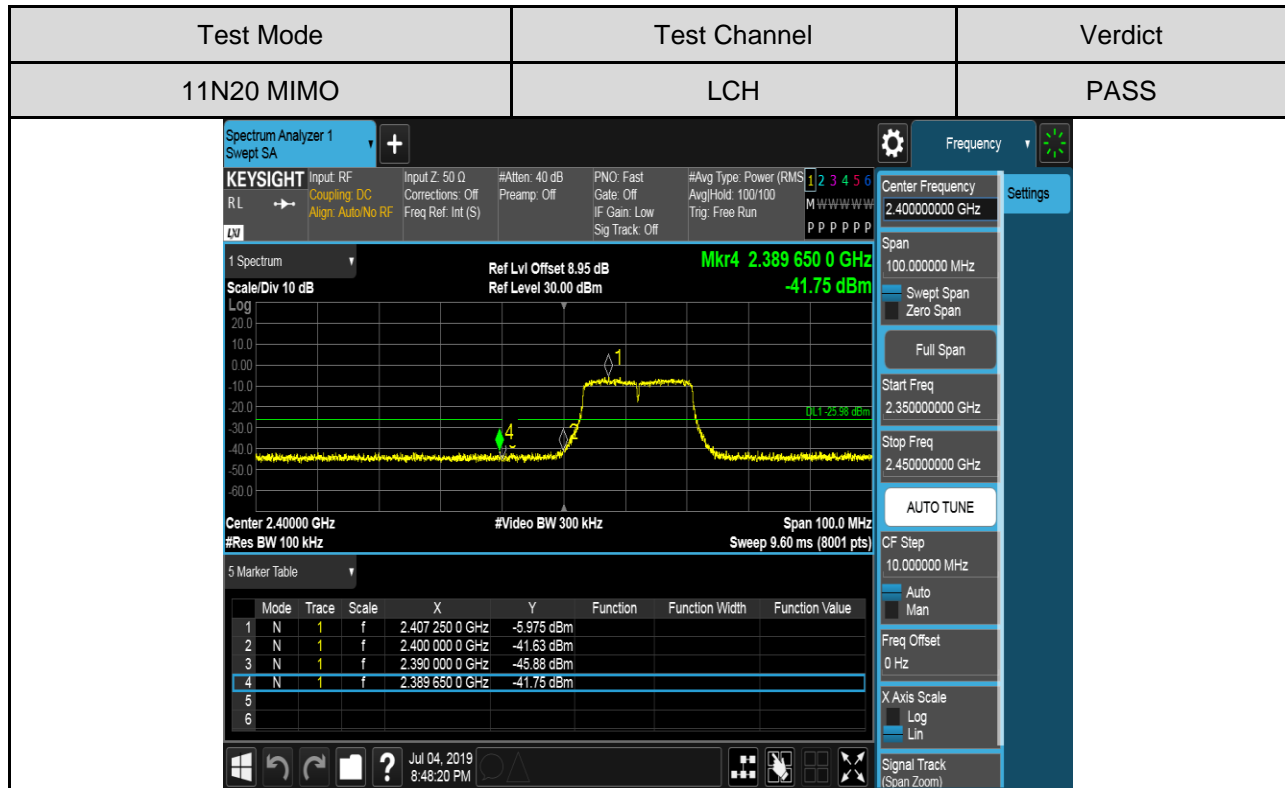 Test Mode Test Channel Verdict
11N20 MIMO LCH PASS
Spectrum Analyzer 1
Swept SA
+
Frequency
KEYSIGHT Input: RF Input Z: 50 Ω #Atten: 40 dB PNO: Fast #Avg Type: Power (RMS 1 2 3 4 5 6
RL Coupling: DC Corrections: Off Preamp: Off Gate: Off Avg|Hold: 100/100 M W W W W W
Align: Auto/No RF Freq Ref: Int (S) IF Gain: Low Trig: Free Run
LXI Sig Track: Off P P P P P P
1 Spectrum
Ref Lvl Offset 8.95 dB
Mkr4 2.389 650 0 GHz
Scale/Div 10 dB Ref Level 30.00 dBm -41.75 dBm
Log
20.0
10.0
0.00
-10.0
-20.0
-30.0
-40.0
-50.0
-60.0
1
DL1 -25.98 dBm
4
2
Center 2.40000 GHz #Video BW 300 kHz Span 100.0 MHz
#Res BW 100 kHz Sweep 9.60 ms (8001 pts)
5 Marker Table
Mode Trace Scale X Y Function Function Width Function Value
1 N 1 f 2.407 250 0 GHz -5.975 dBm
2 N 1 f 2.400 000 0 GHz -41.63 dBm
3 N 1 f 2.390 000 0 GHz -45.88 dBm
4 N 1 f 2.389 650 0 GHz -41.75 dBm
5
6
Center Frequency
2.400000000 GHz
Settings
Span
100.000000 MHz
Swept Span
Zero Span
Full Span
Start Freq
2.350000000 GHz
Stop Freq
2.450000000 GHz
AUTO TUNE
CF Step
10.000000 MHz
Auto
Man
Freq Offset
0 Hz
X Axis Scale
Log
Lin
Signal Track
(Span Zoom)
?
Jul 04, 2019
8:48:20 PM